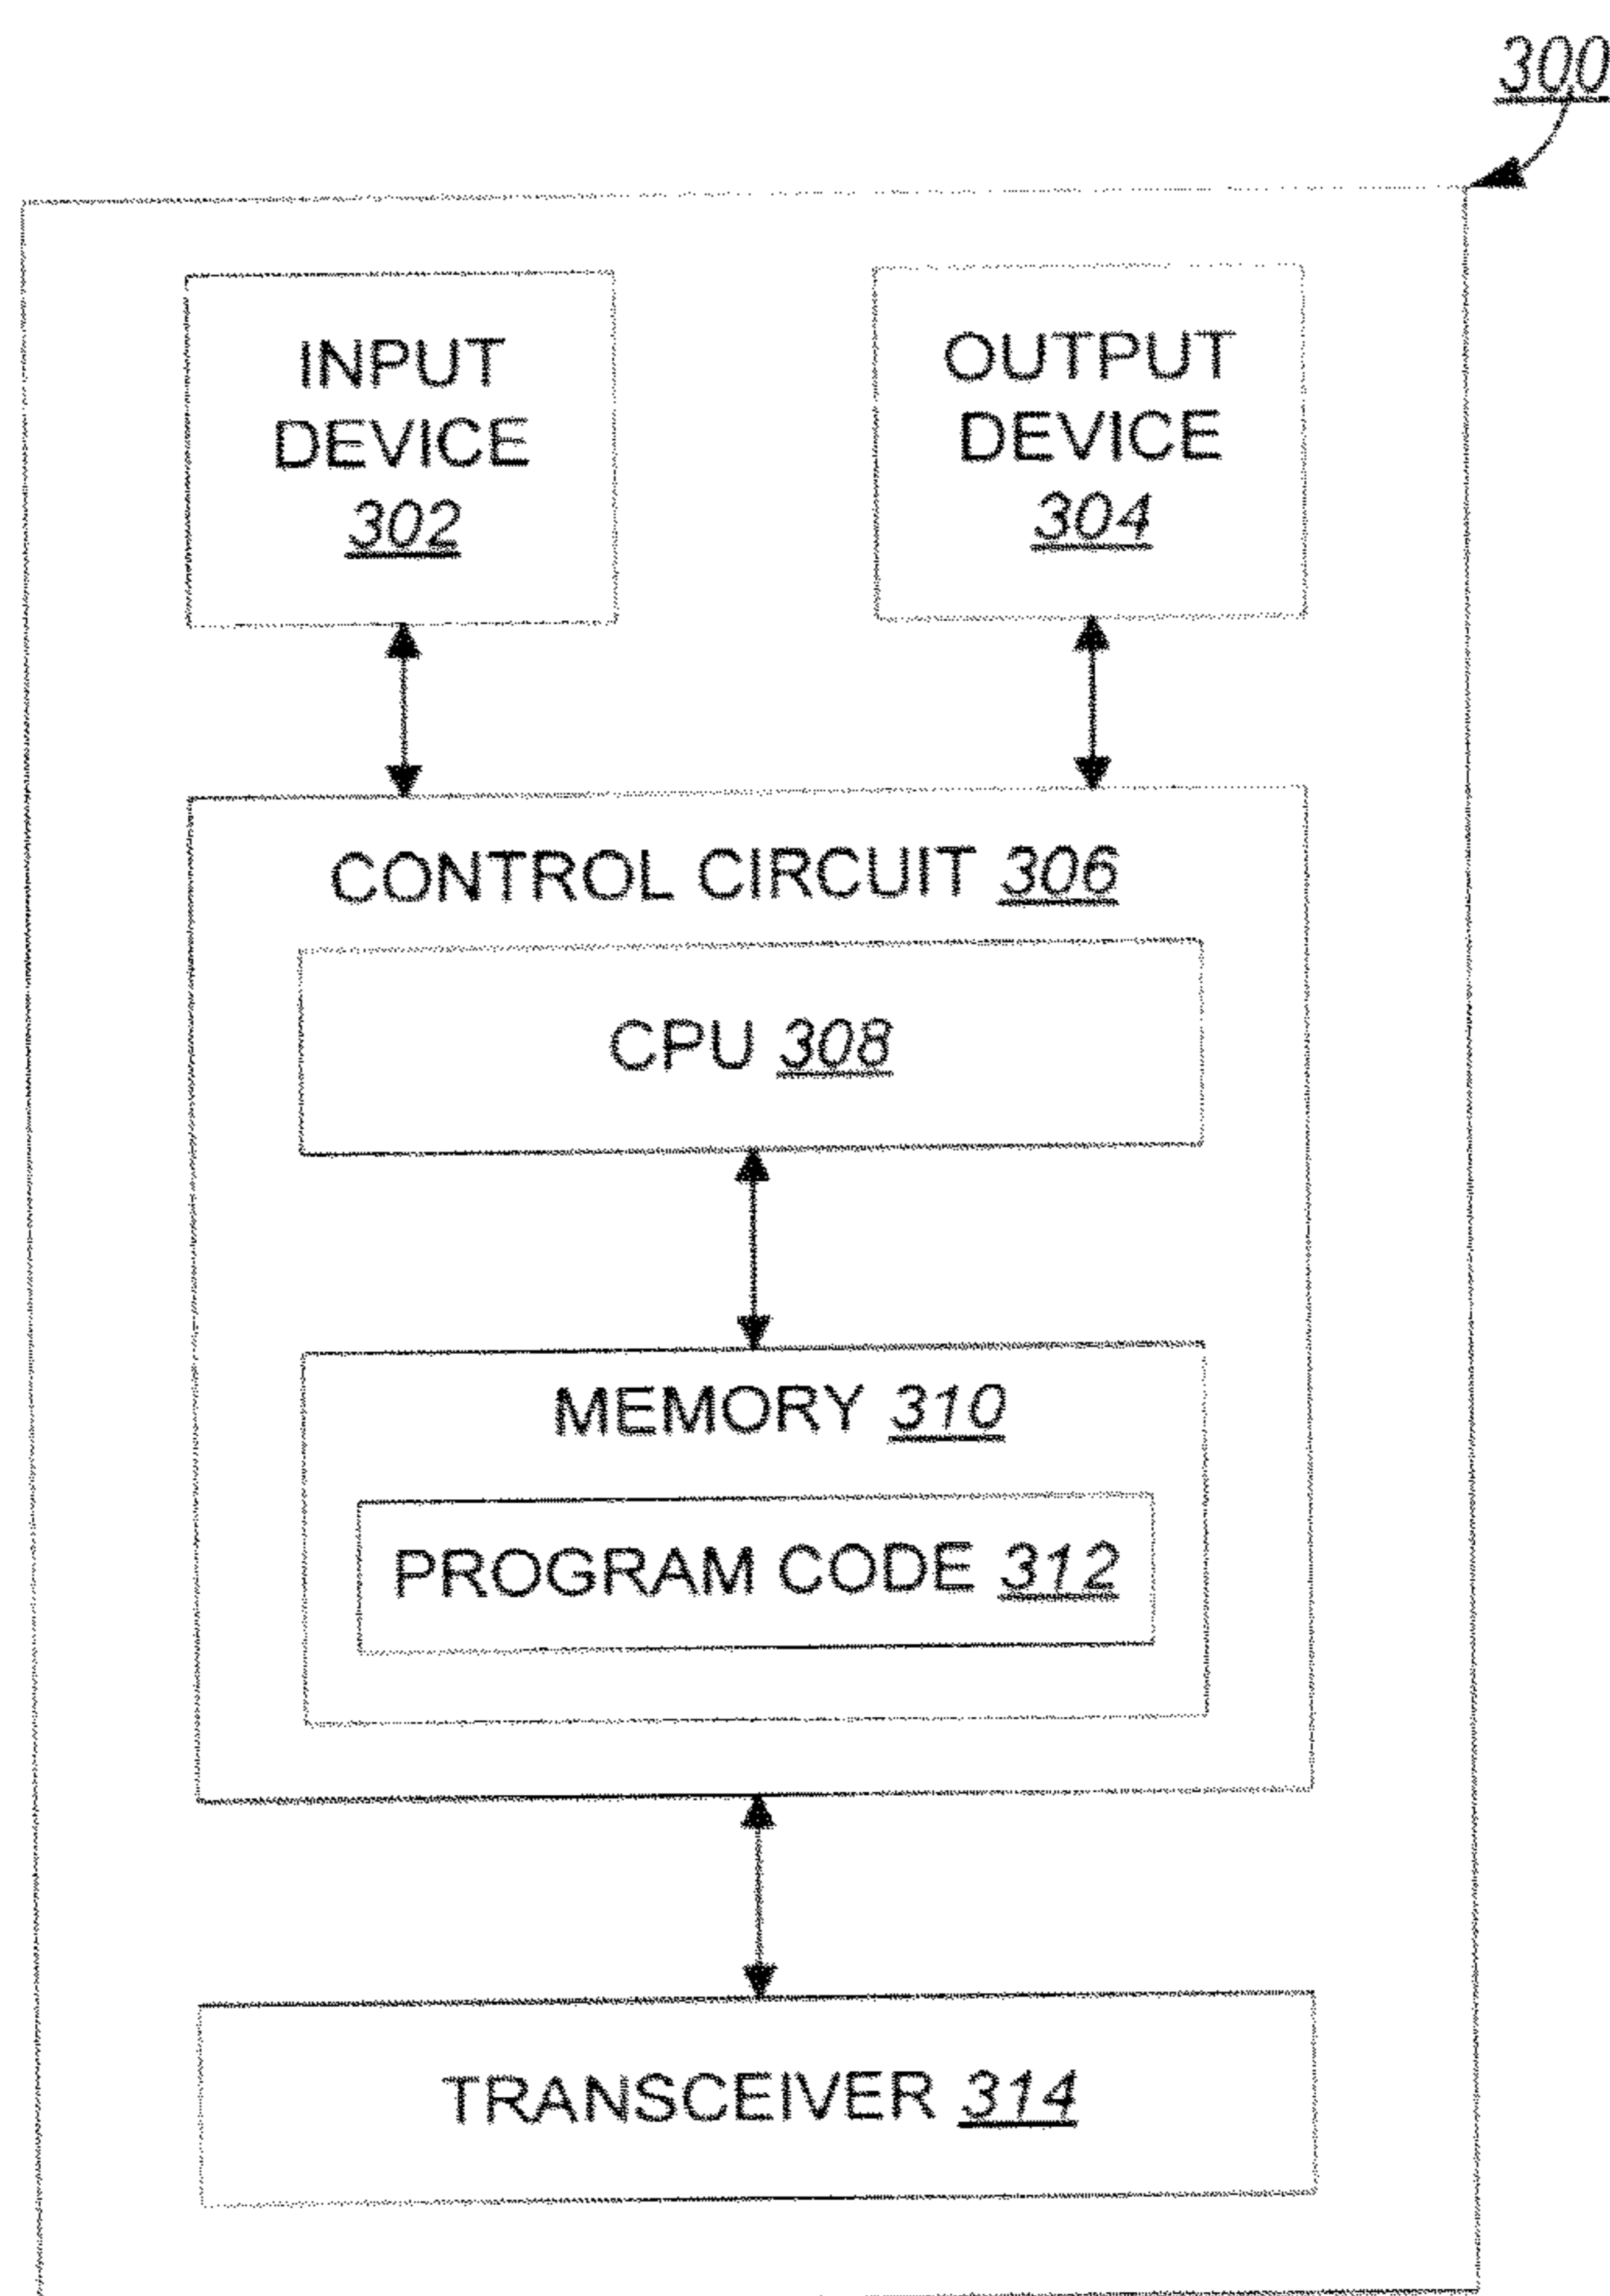 300
INPUT
DEVICE
302
OUTPUT
DEVICE
304
CONTROL CIRCUIT 306
CPU 308
MEMORY 310
PROGRAM CODE 312
TRANSCEIVER 314